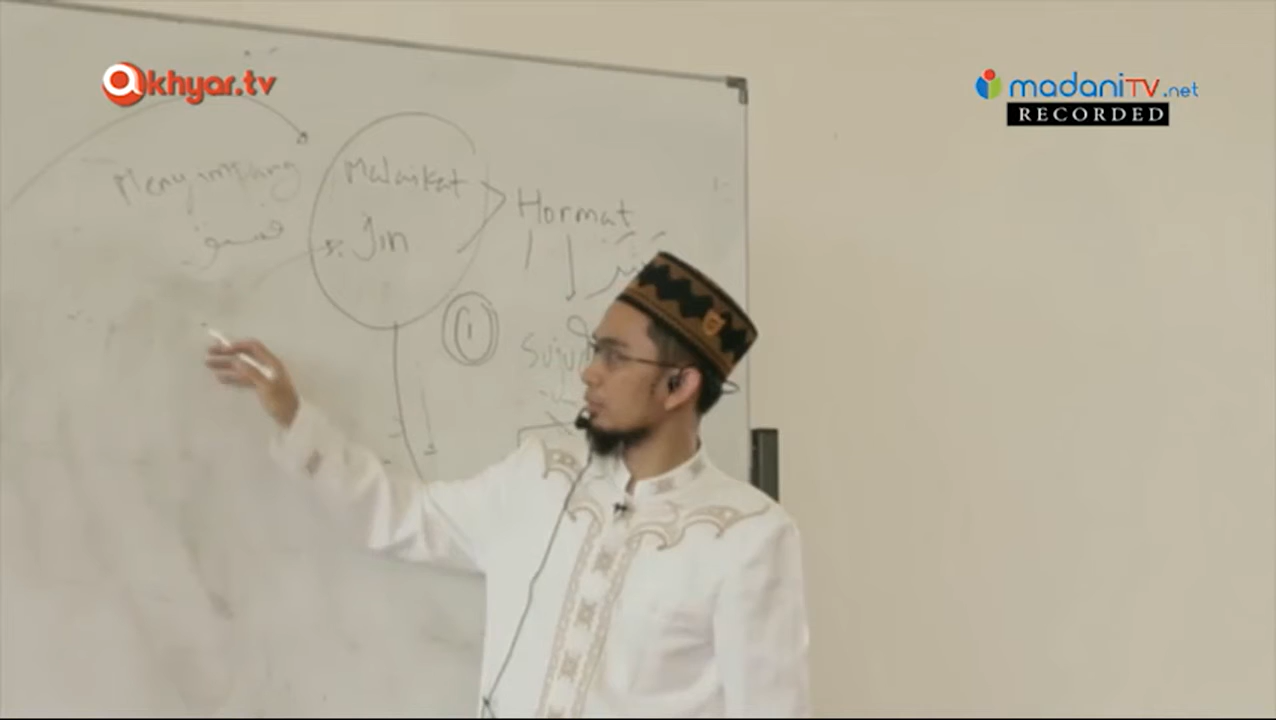 akhyar.tv
madaniTV.net
RECORDED
Menyimpang
Malaikat
Jin
Hormat
1
Sujud